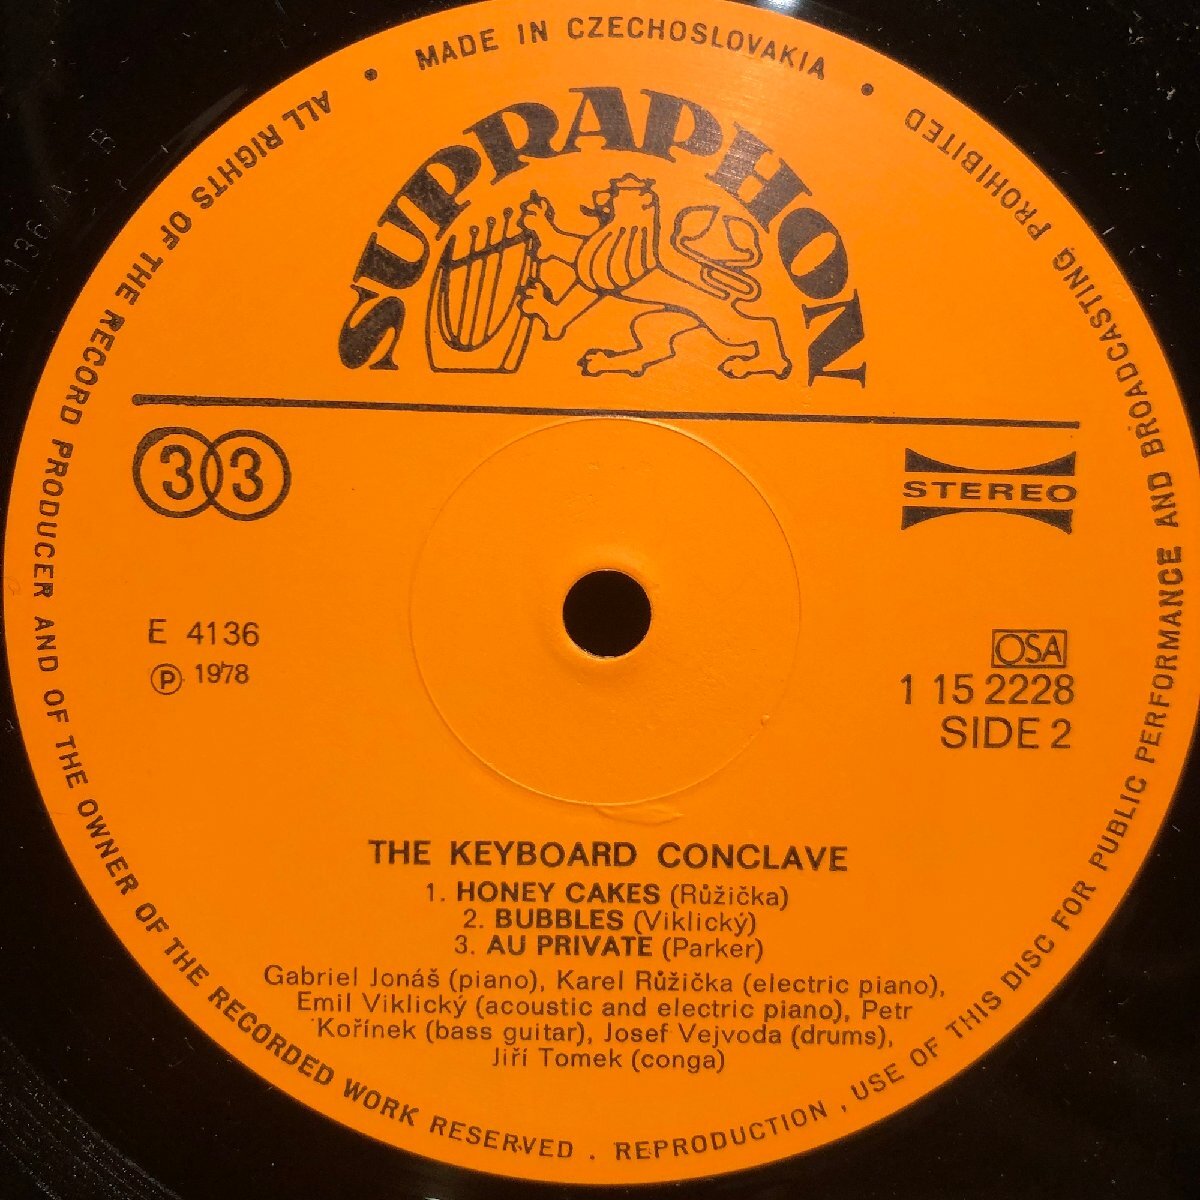 MADE IN CZECHOSLOVAKIA
ALL RIGHTS OF THE RECORD PRODUCER AND OF THE OWNER OF THE RECORDED WORK RESERVED . REPRODUCTION , USE OF THIS DISC FOR PUBLIC PERFORMANCE AND BROADCASTING PROHIBITED
SUPRAPHON
33
STEREO
E 4136
Ⓟ 1978
OSA
1 15 2228
SIDE 2
THE KEYBOARD CONCLAVE
1. HONEY CAKES (Růžička)
2. BUBBLES (Viklický)
3. AU PRIVATE (Parker)
Gabriel Jonáš (piano), Karel Růžička (electric piano),
Emil Viklický (acoustic and electric piano), Petr
Kořínek (bass guitar), Josef Vejvoda (drums),
Jiří Tomek (conga)